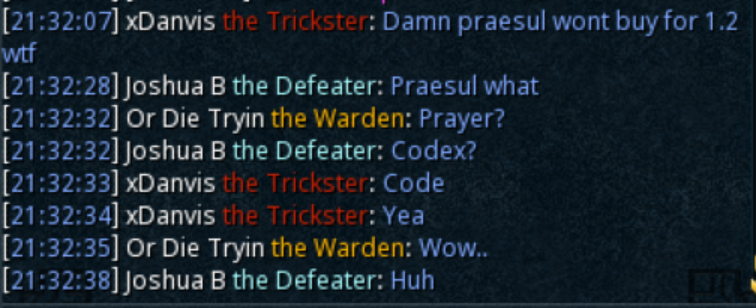 [21:32:07] xDanvis the Trickster: Damn praesul wont buy for 1.2
wtf
[21:32:28] Joshua B the Defeater: Praesul what
[21:32:32] Or Die Tryin the Warden: Prayer?
[21:32:32] Joshua B the Defeater: Codex?
[21:32:33] xDanvis the Trickster: Code
[21:32:34] xDanvis the Trickster: Yea
[21:32:35] Or Die Tryin the Warden: Wow..
[21:32:38] Joshua B the Defeater: Huh